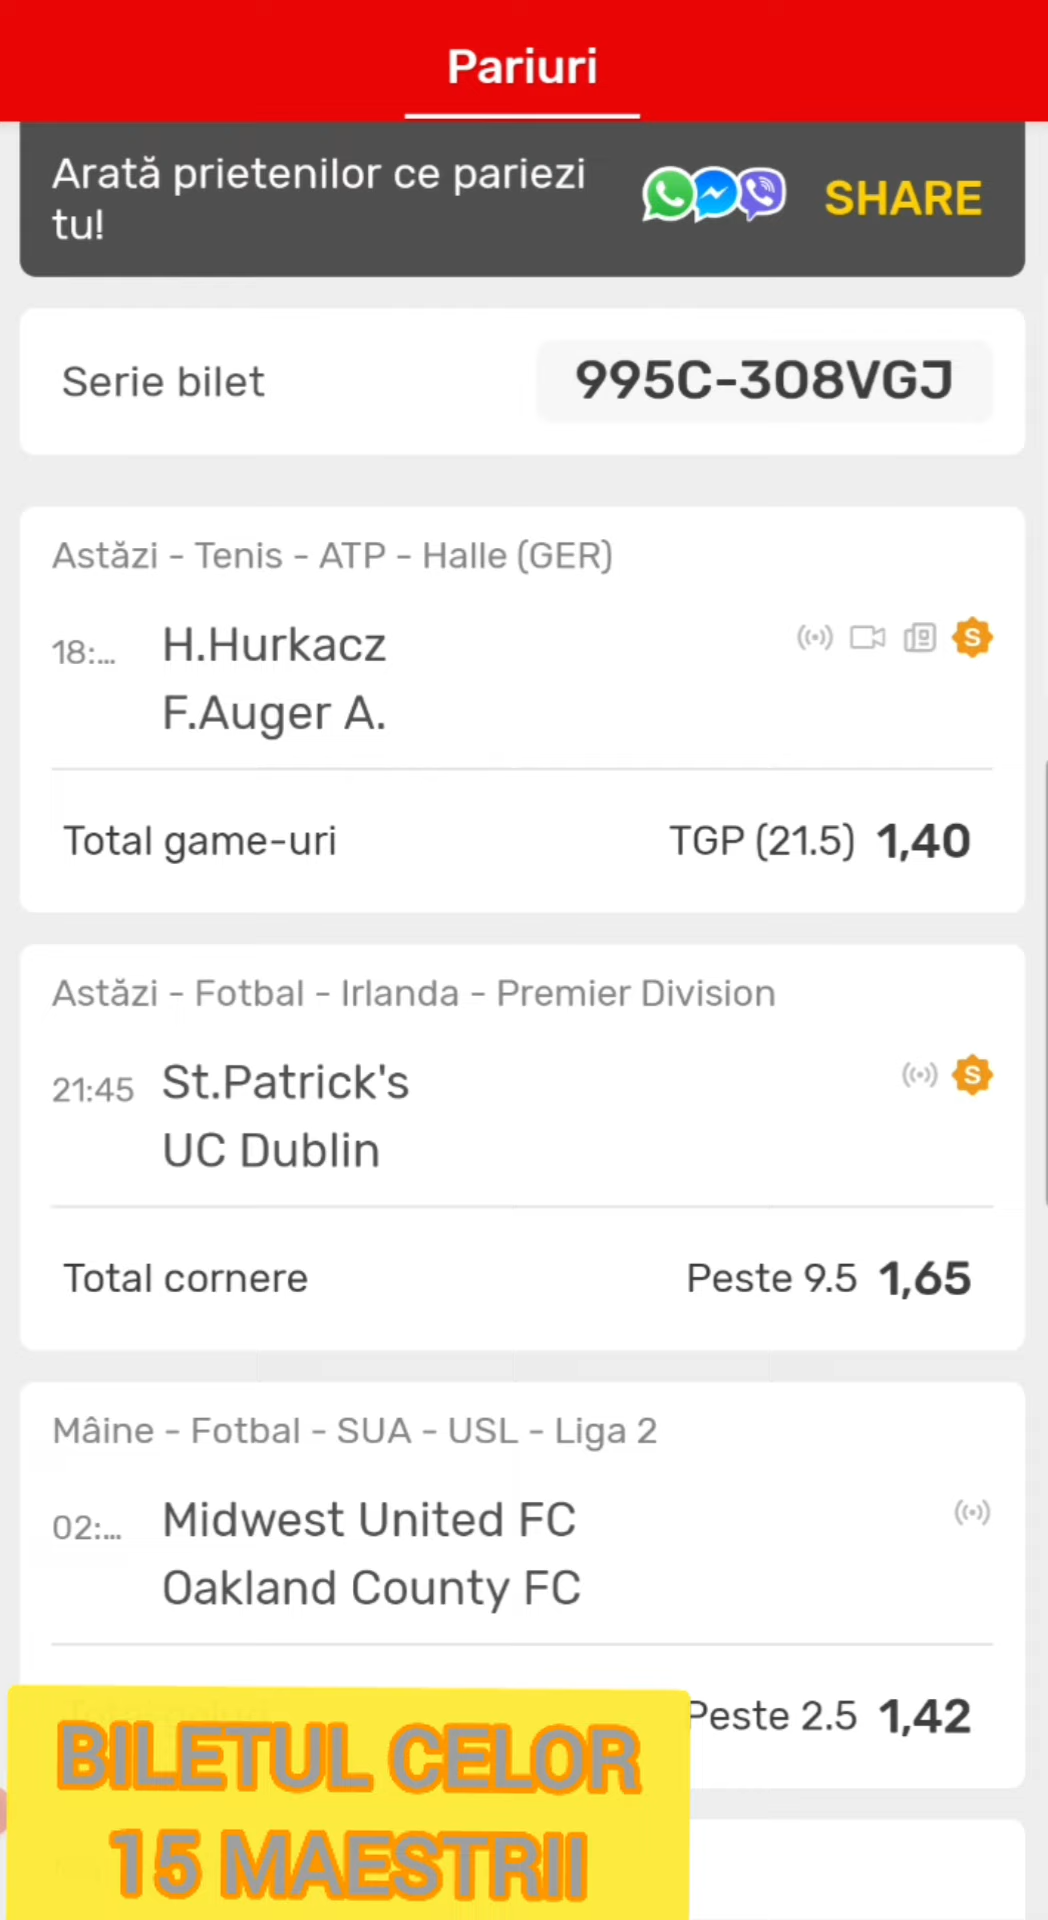 Pariuri
Arată prietenilor ce pariezi
tu!
SHARE
Serie bilet 995C-308VGJ
Astăzi - Tenis - ATP - Halle (GER)
18:... H.Hurkacz
F.Auger A.
Total game-uri TGP (21.5) 1,40
Astăzi - Fotbal - Irlanda - Premier Division
21:45 St.Patrick's
UC Dublin
Total cornere Peste 9.5 1,65
Mâine - Fotbal - SUA - USL - Liga 2
02:... Midwest United FC
Oakland County FC
Peste 2.5 1,42
BILETUL CELOR
15 MAESTRII